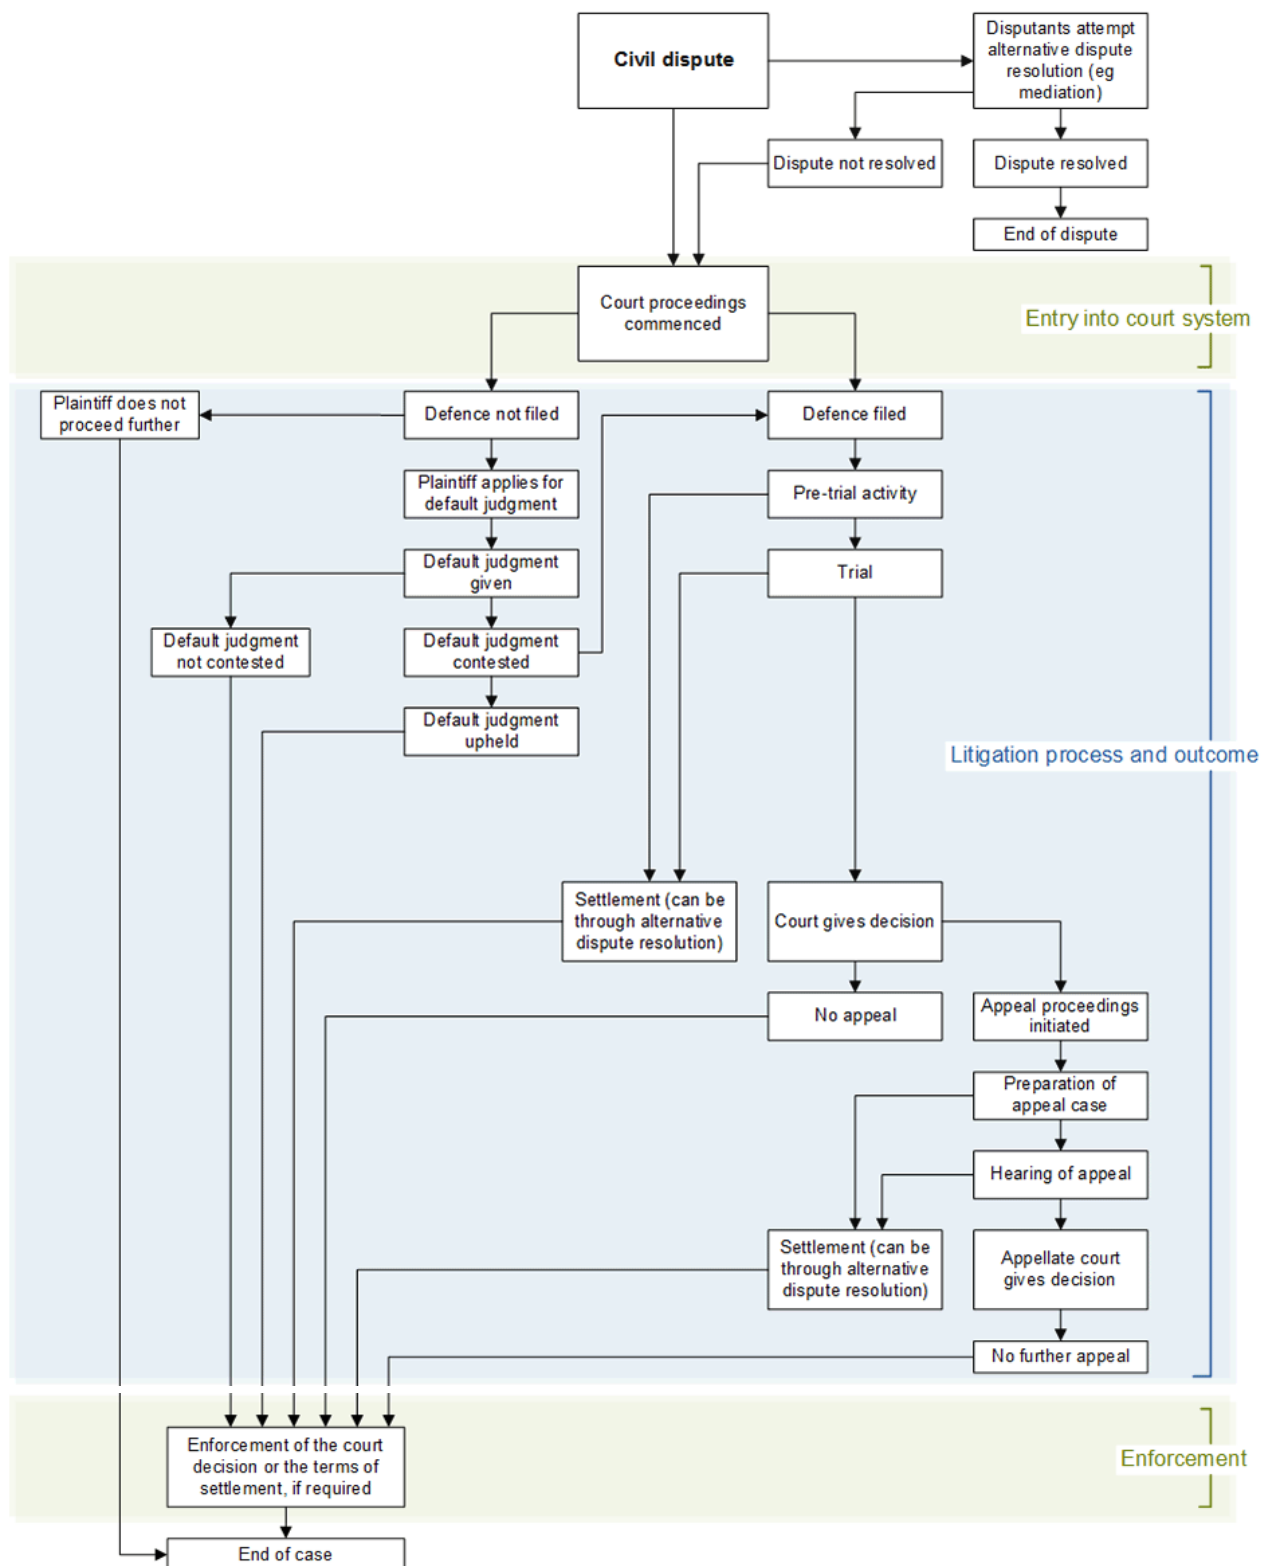 Civil dispute
Disputants attempt
alternative dispute
resolution (eg
mediation)
Dispute not resolved
Dispute resolved
End of dispute
Court proceedings
commenced
Entry into court system
Plaintiff does not
proceed further
Defence not filed
Defence filed
Plaintiff applies for
default judgment
Pre-trial activity
Default judgment
given
Trial
Default judgment
not contested
Default judgment
contested
Default judgment
upheld
Litigation process and outcome
Settlement (can be
through alternative
dispute resolution)
Court gives decision
No appeal
Appeal proceedings
initiated
Preparation of
appeal case
Hearing of appeal
Settlement (can be
through alternative
dispute resolution)
Appellate court
gives decision
No further appeal
Enforcement of the court
decision or the terms of
settlement, if required
Enforcement
End of case